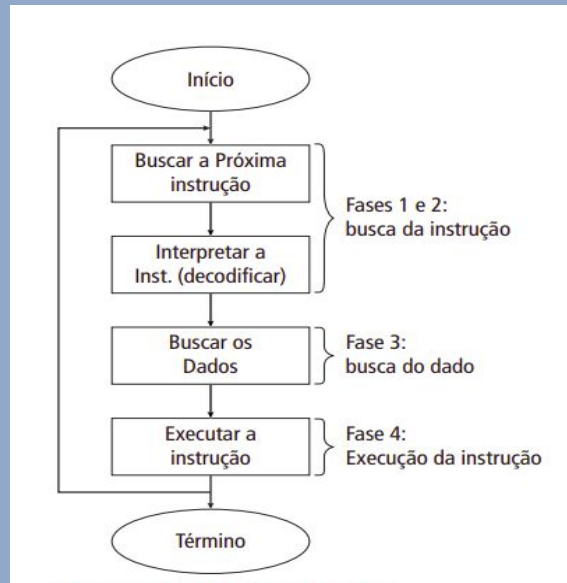 Início
Buscar a Próxima
instrução
Fases 1 e 2:
busca da instrução
Interpretar a
Inst. (decodificar)
Buscar os
Dados
Fase 3:
busca do dado
Executar a
instrução
Fase 4:
Execução da instrução
Término